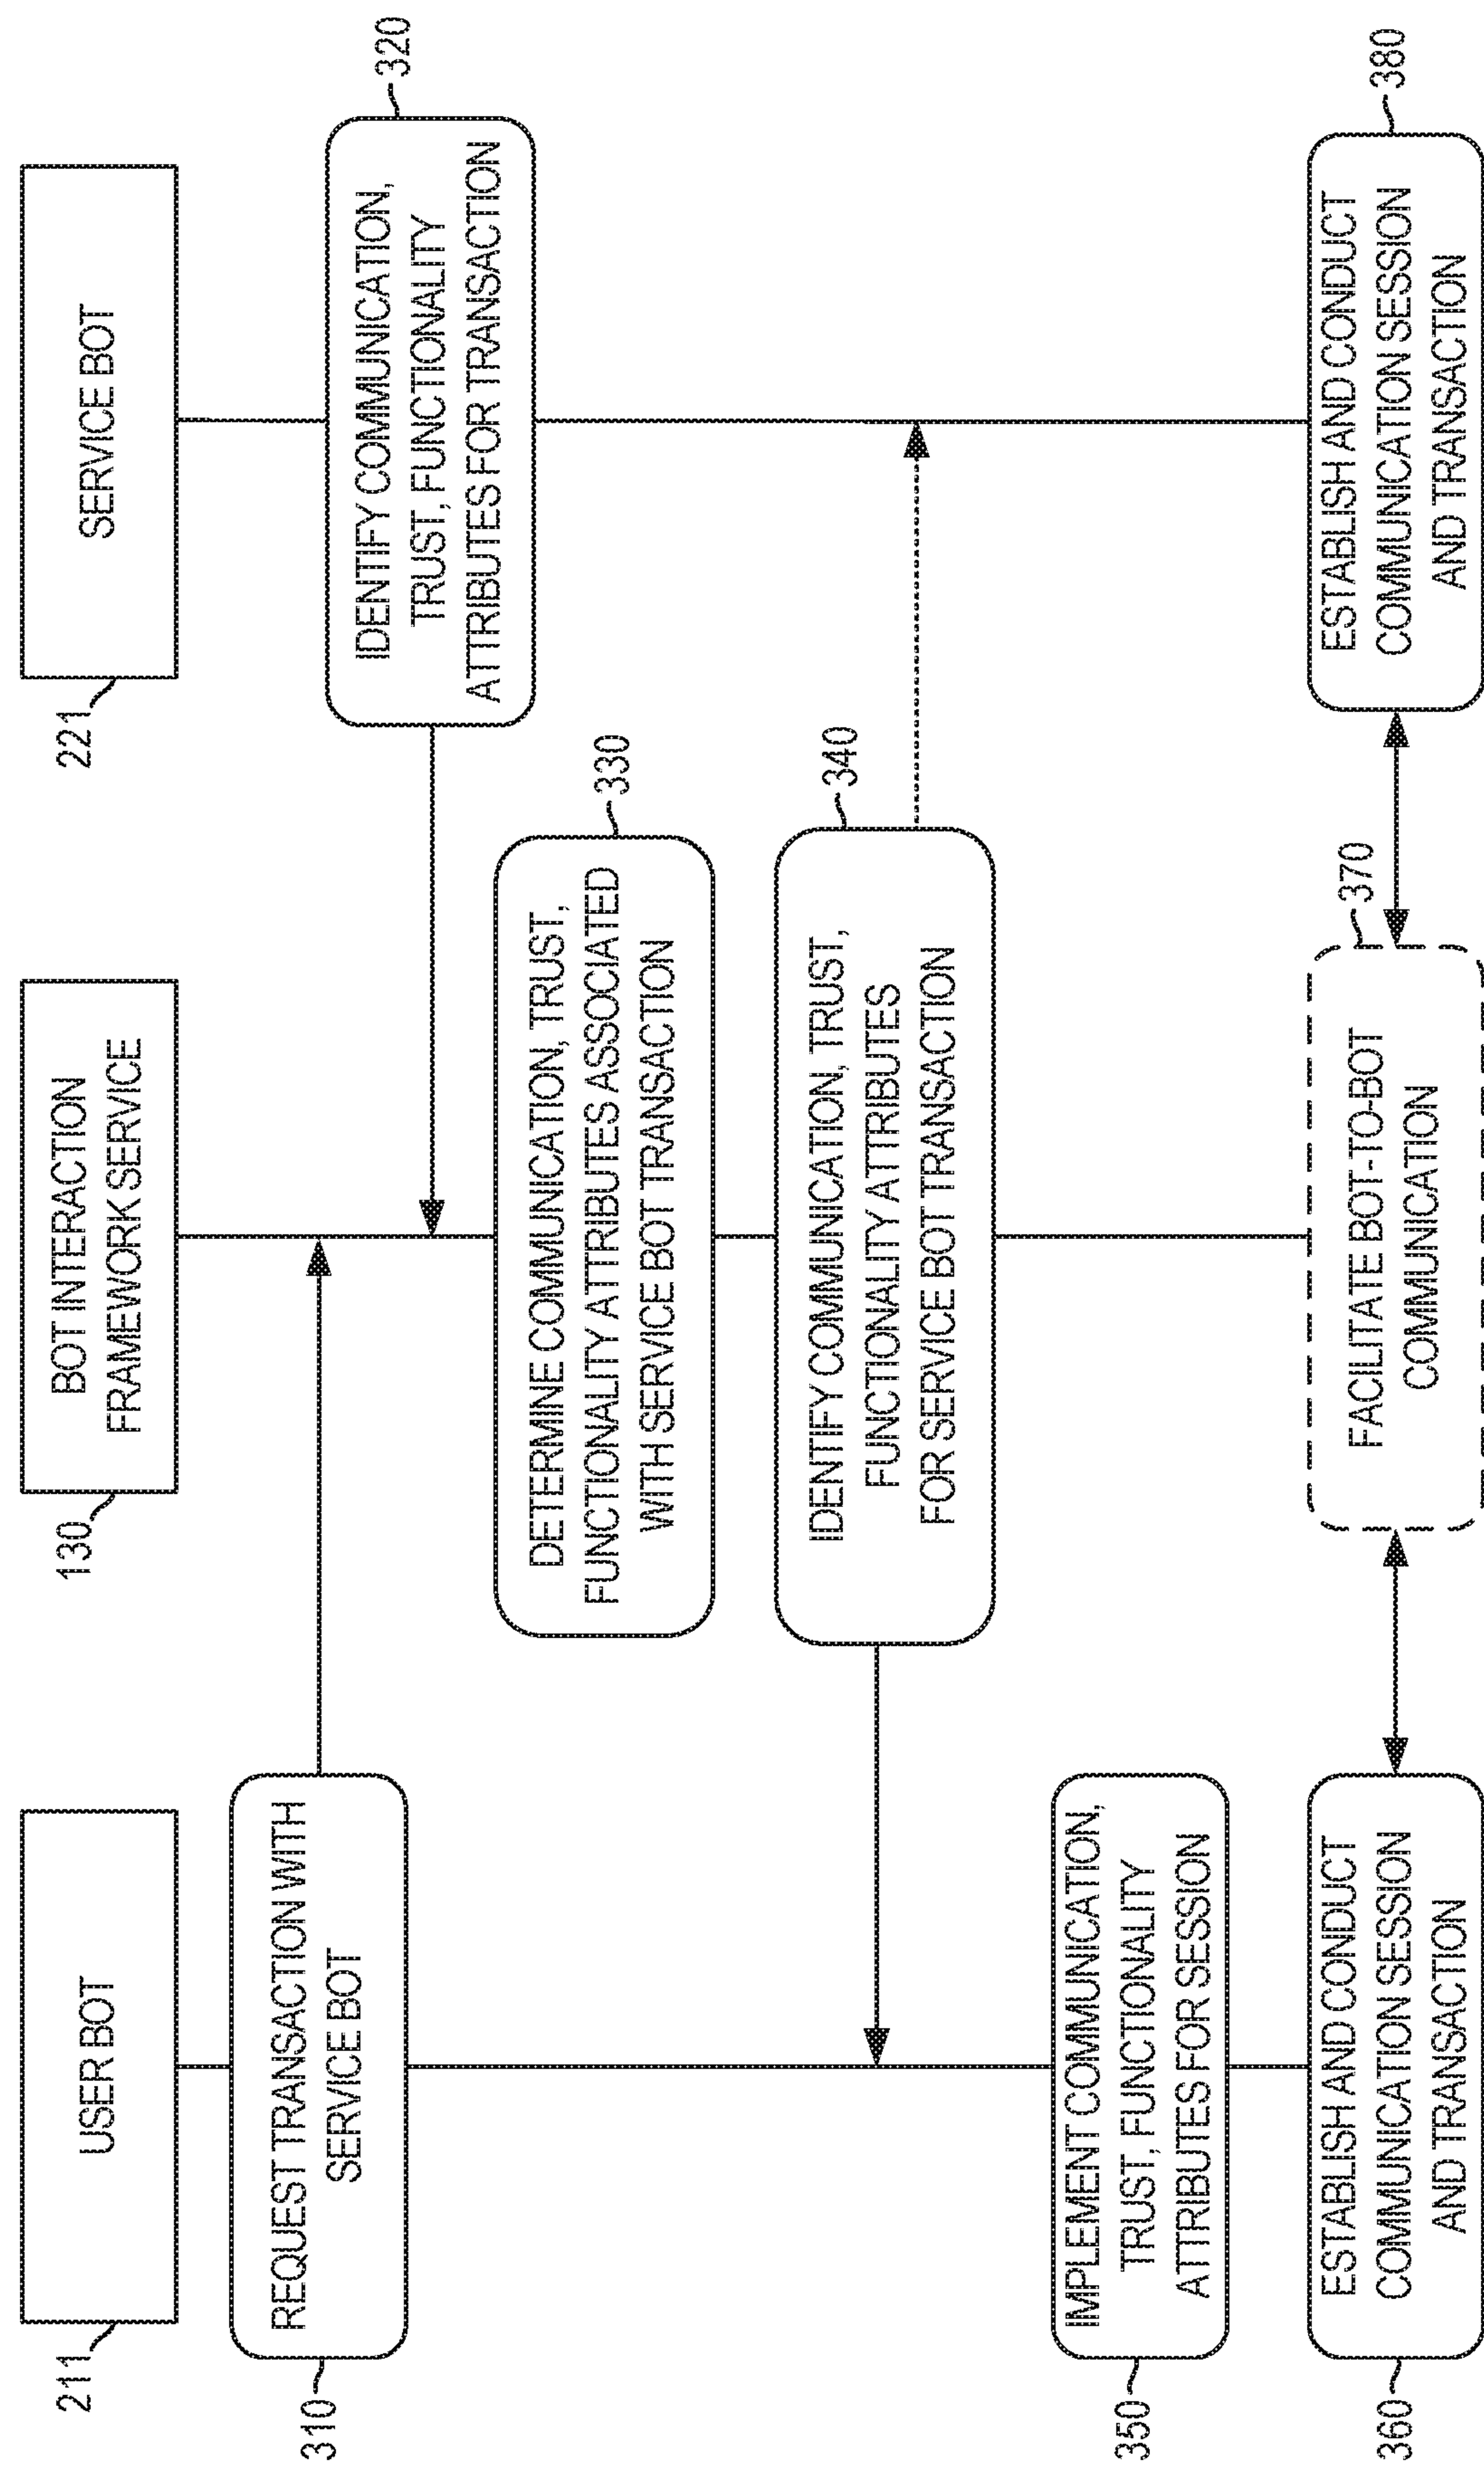 USER BOT
211
BOT INTERACTION
FRAMEWORK SERVICE
130
SERVICE BOT
221
REQUEST TRANSACTION WITH
SERVICE BOT
310
IDENTIFY COMMUNICATION,
TRUST, FUNCTIONALITY
ATTRIBUTES FOR TRANSACTION
320
DETERMINE COMMUNICATION, TRUST,
FUNCTIONALITY ATTRIBUTES ASSOCIATED
WITH SERVICE BOT TRANSACTION
330
IDENTIFY COMMUNICATION, TRUST,
FUNCTIONALITY ATTRIBUTES
FOR SERVICE BOT TRANSACTION
340
IMPLEMENT COMMUNICATION,
TRUST, FUNCTIONALITY
ATTRIBUTES FOR SESSION
350
ESTABLISH AND CONDUCT
COMMUNICATION SESSION
AND TRANSACTION
360
FACILITATE BOT-TO-BOT
COMMUNICATION
370
ESTABLISH AND CONDUCT
COMMUNICATION SESSION
AND TRANSACTION
380